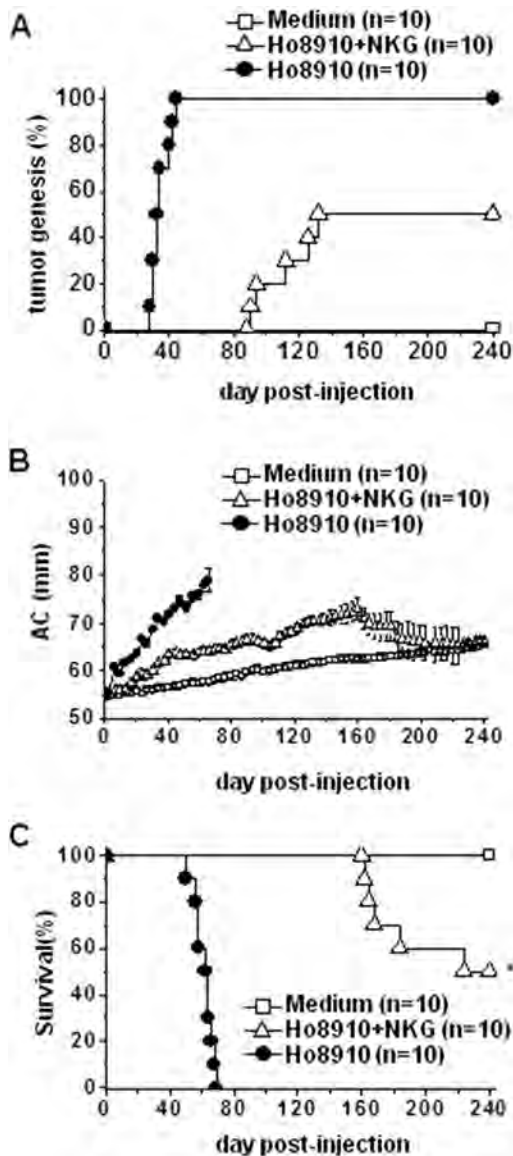 A
Medium (n=10)
Ho8910+NKG (n=10)
Ho8910 (n=10)
tumor genesis (%)
100
80
60
40
20
0
0 40 80 120 160 200 240
day post-injection
B
Medium (n=10)
Ho8910+NKG (n=10)
Ho8910 (n=10)
AC (mm)
100
90
80
70
60
50
0 40 80 120 160 200 240
day post-injection
C
Survival(%)
100
80
60
40
20
0
*
Medium (n=10)
Ho8910+NKG (n=10)
Ho8910 (n=10)
0 40 80 120 160 200 240
day post-injection